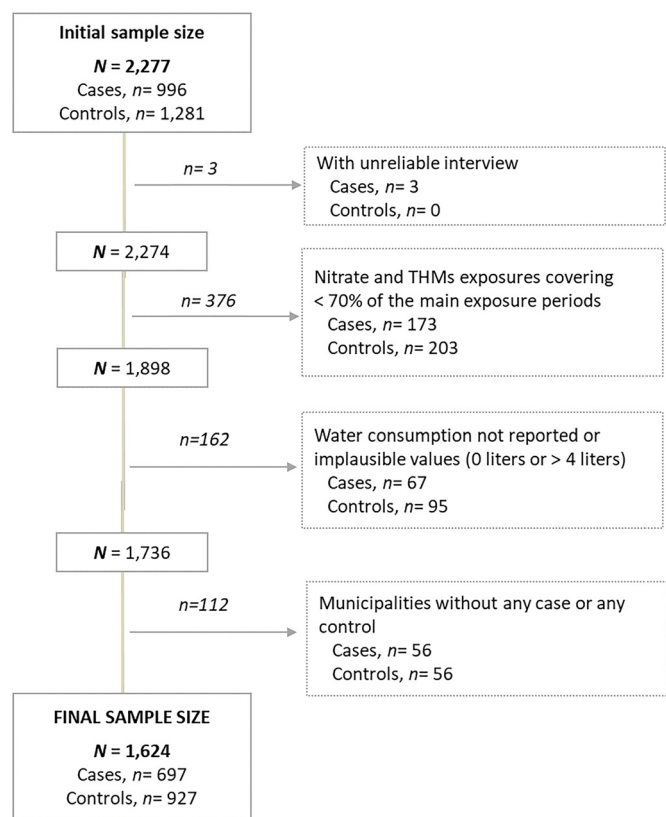 Initial sample size
N = 2,277
Cases, n= 996
Controls, n= 1,281
n= 3
With unreliable interview
Cases, n= 3
Controls, n= 0
N = 2,274
n= 376
Nitrate and THMs exposures covering
< 70% of the main exposure periods
Cases, n= 173
Controls, n= 203
N = 1,898
n=162
Water consumption not reported or
implausible values (0 liters or > 4 liters)
Cases, n= 67
Controls, n= 95
N = 1,736
n=112
Municipalities without any case or any
control
Cases, n= 56
Controls, n= 56
FINAL SAMPLE SIZE
N = 1,624
Cases, n= 697
Controls, n= 927